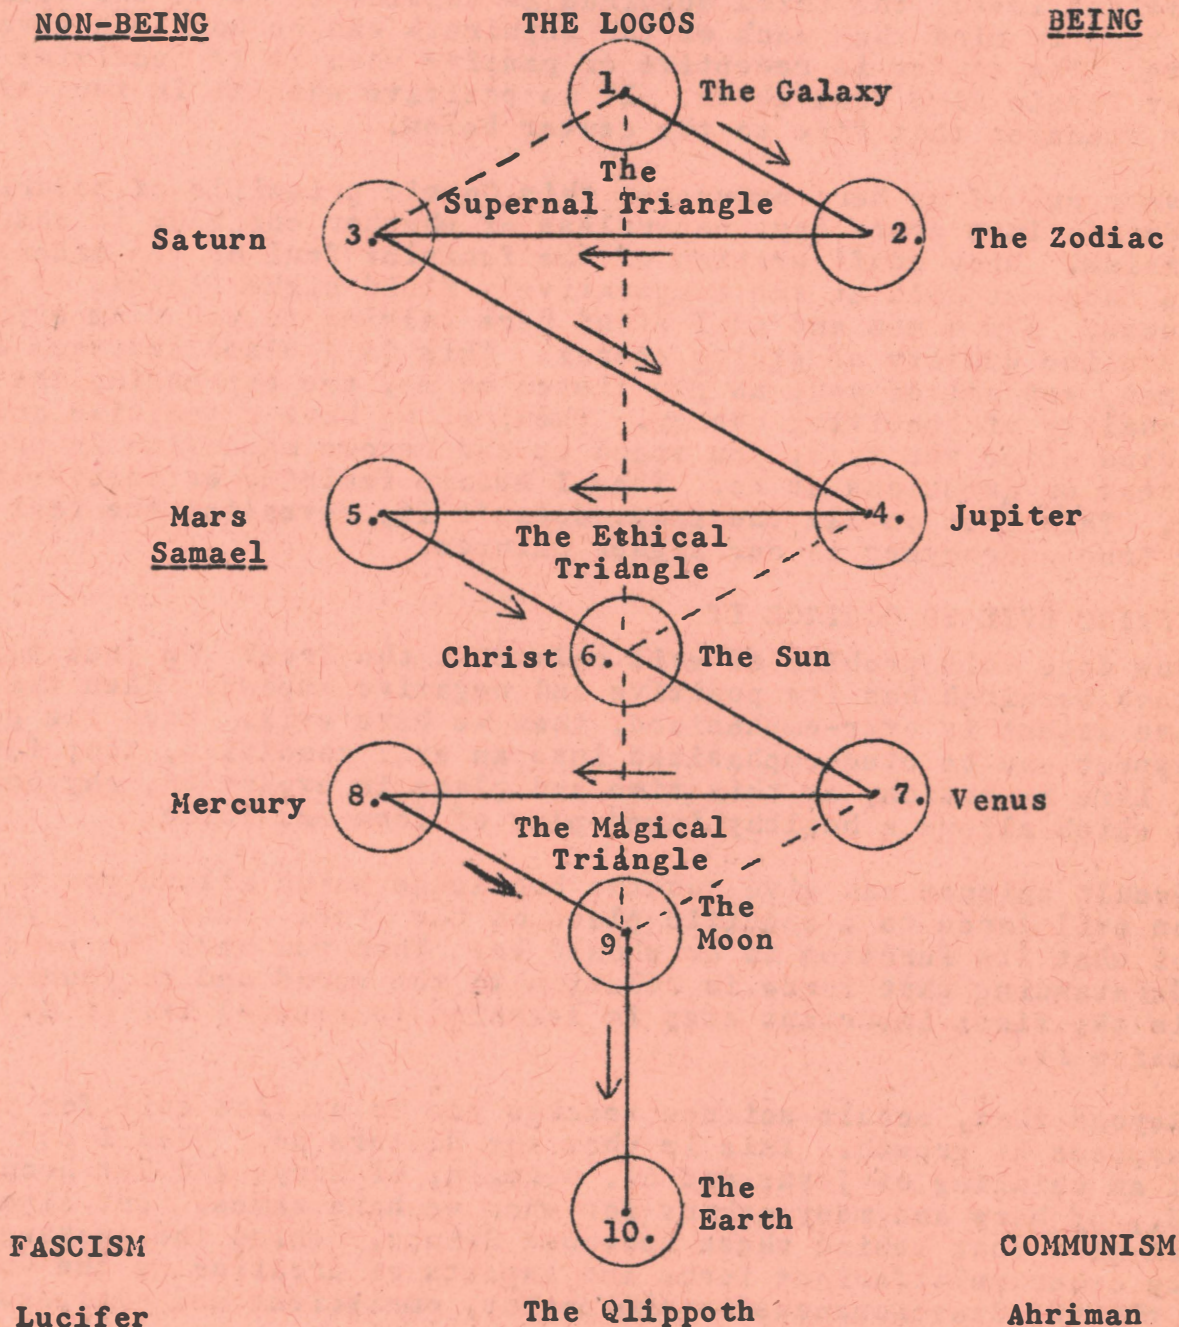 NON-BEING THE LOGOS BEING
1. The Galaxy
The
Supernal Triangle
Saturn 3. 2. The Zodiac
Mars 5. 4. Jupiter
Samael
The Ethical
Triangle
Christ 6. The Sun
Mercury 8. 7. Venus
The Magical
Triangle
The
9. Moon
The
Earth
10.
FASCISM COMMUNISM
Lucifer The Qlippoth Ahriman